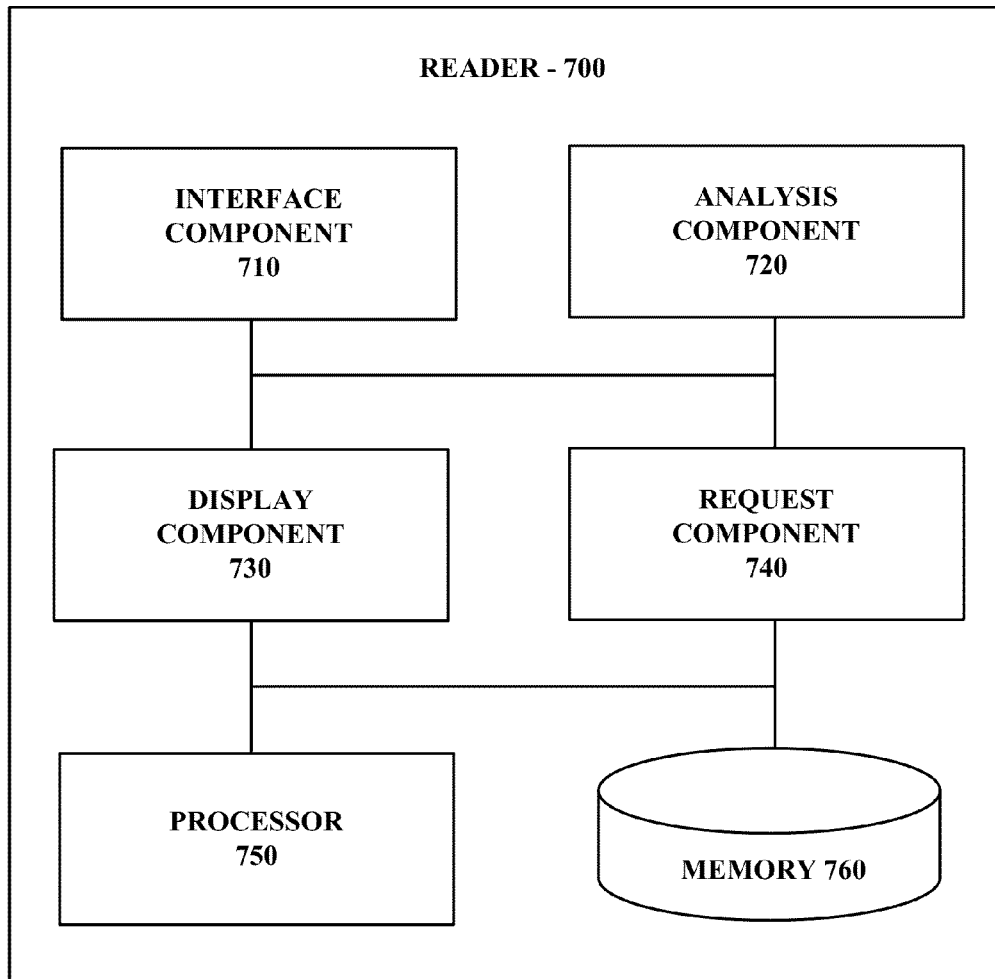 READER - 700
INTERFACE
COMPONENT
710
ANALYSIS
COMPONENT
720
DISPLAY
COMPONENT
730
REQUEST
COMPONENT
740
PROCESSOR
750
MEMORY 760